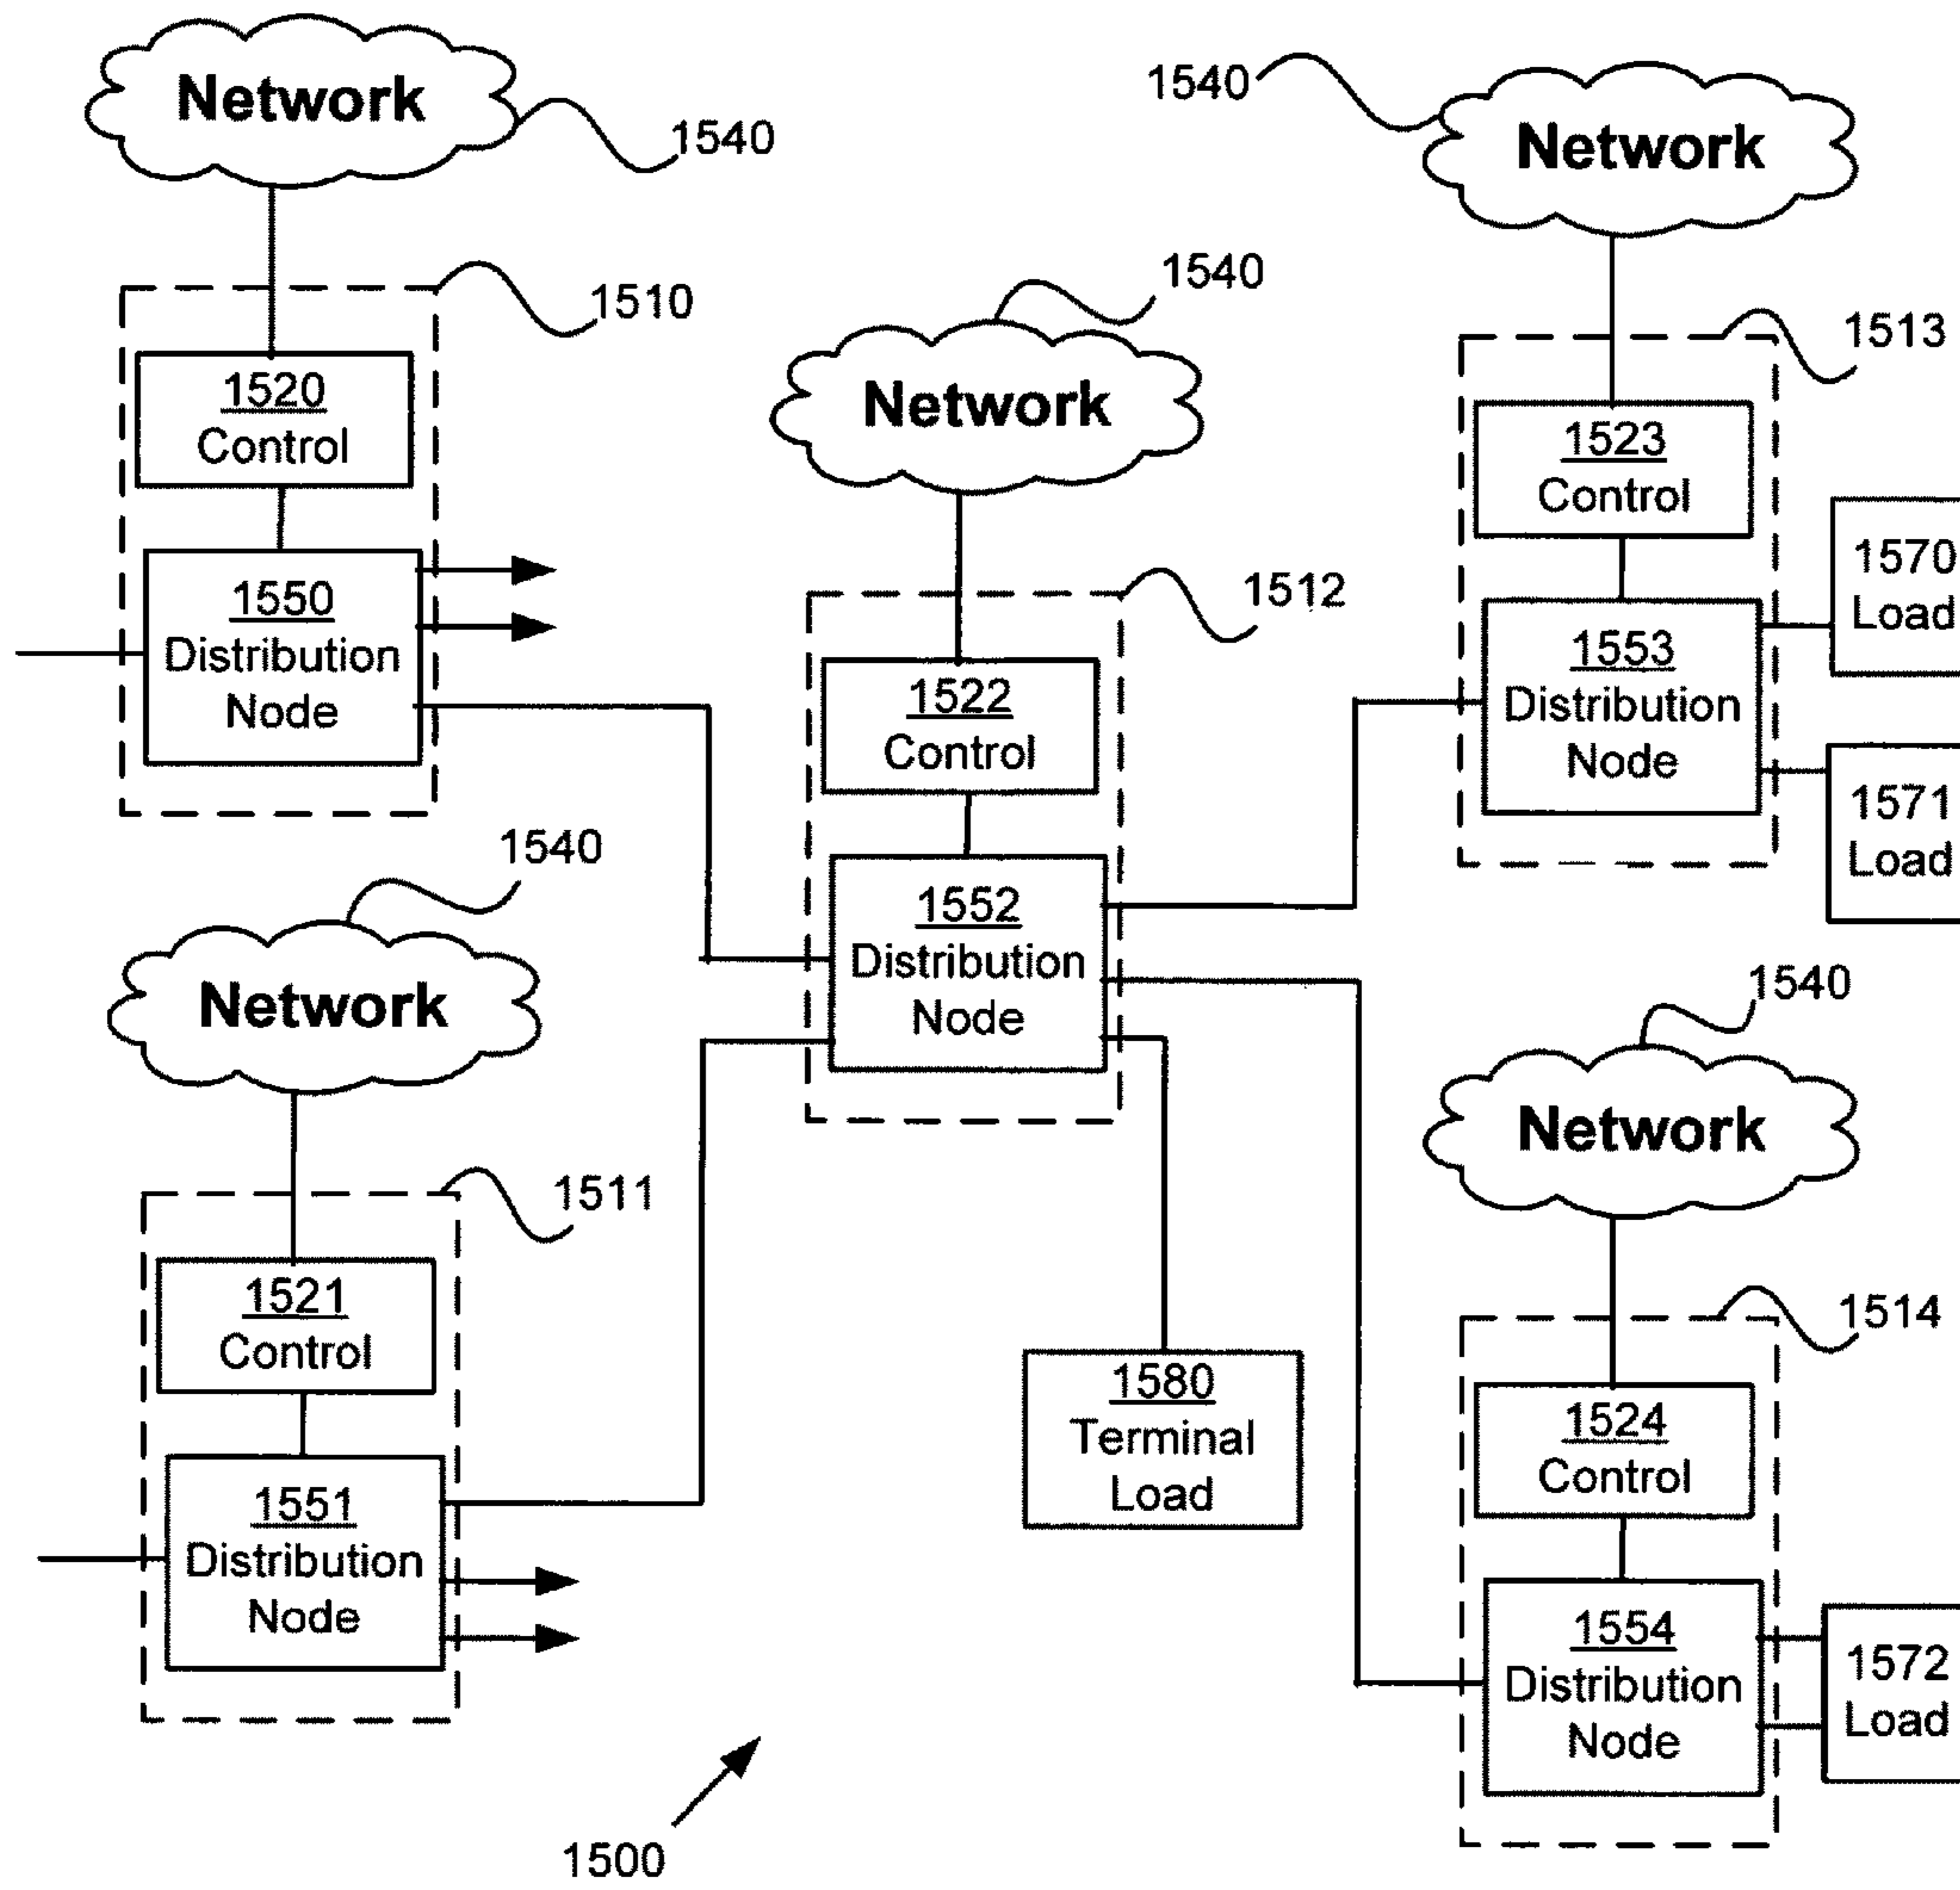 Network
1540
1510
1520
Control
1550
Distribution
Node
1540
Network
1511
1521
Control
1551
Distribution
Node
1540
Network
1512
1522
Control
1552
Distribution
Node
1580
Terminal
Load
1540
Network
1513
1523
Control
1553
Distribution
Node
1570
Load
1571
Load
1540
Network
1514
1524
Control
1554
Distribution
Node
1572
Load
1500